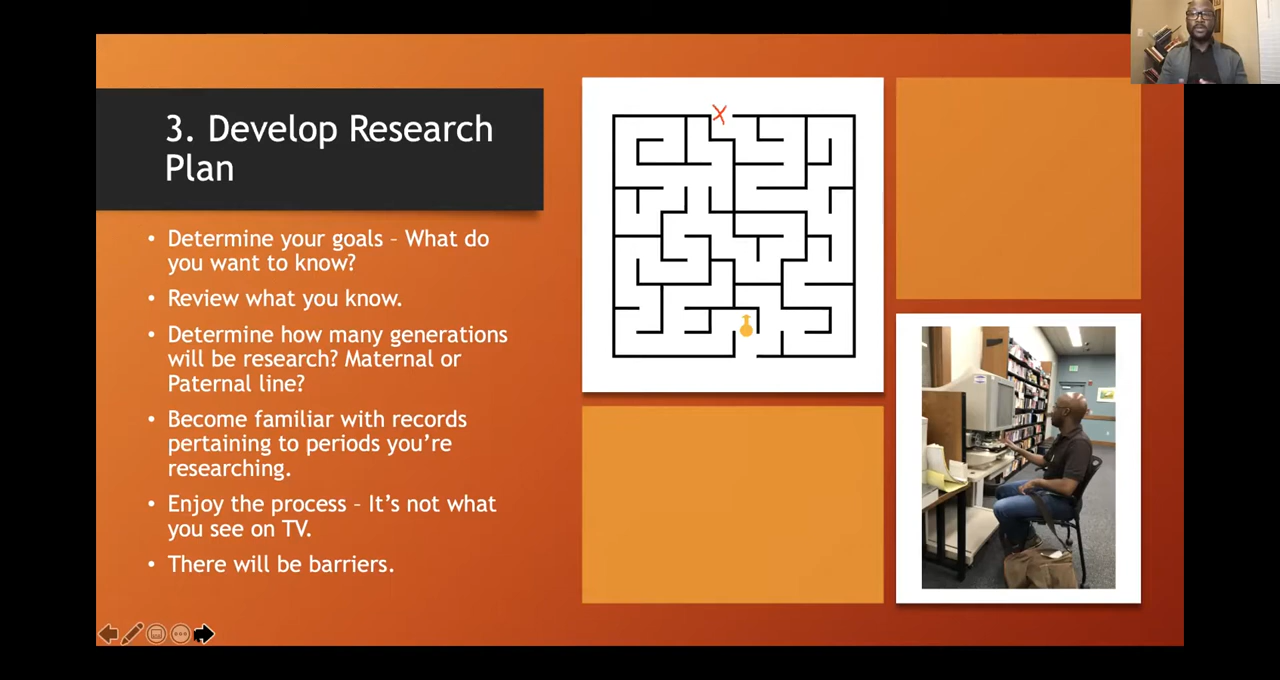 3. Develop Research
Plan
• Determine your goals – What do
you want to know?
• Review what you know.
• Determine how many generations
will be research? Maternal or
Paternal line?
• Become familiar with records
pertaining to periods you're
researching.
• Enjoy the process – It's not what
you see on TV.
• There will be barriers.
X